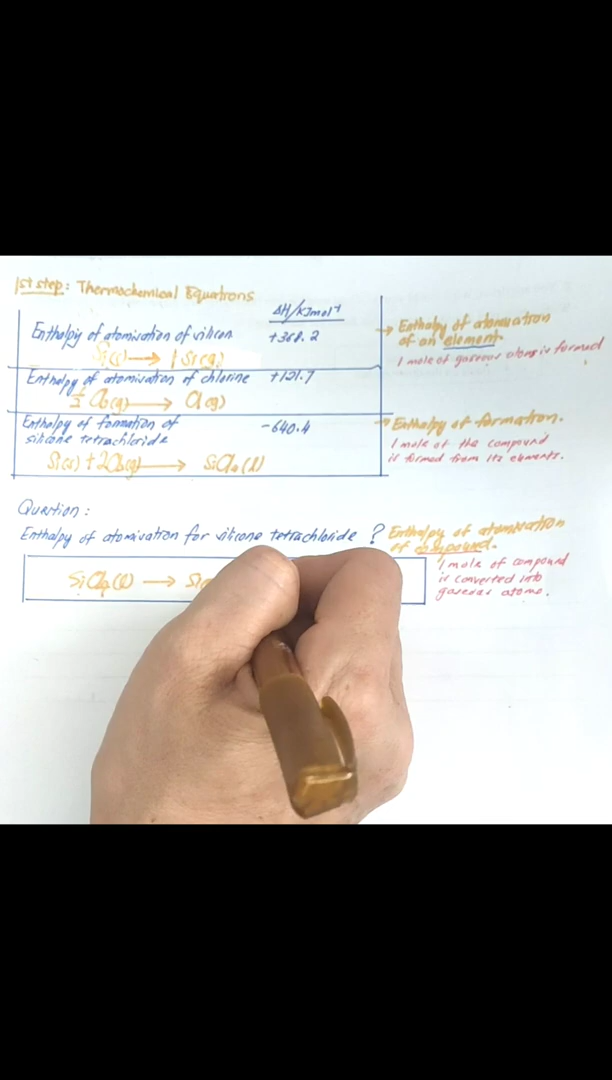 1st step: Thermochemical Equations
ΔH/kJmol⁻¹
Enthalpy of atomisation of silicon +368.2
Si(s) → 1 Si(g)
Enthalpy of atomisation of chlorine +121.7
½ Cl₂(g) → Cl(g)
Enthalpy of formation of -640.4
silicone tetrachloride
Si(s) + 2Cl₂(g) → SiCl₄(l)
→ Enthalpy of atomisation
of an element.
1 mole of gaseous atoms is formed
→ Enthalpy of formation.
1 mole of the compound
is formed from its elements.
Question:
Enthalpy of atomisation for silicone tetrachloride ?
Enthalpy of atomisation
of compound.
1 mole of compound
is converted into
gaseous atoms.
SiCl₄(l) →